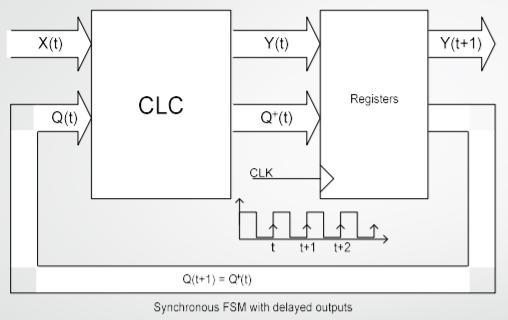 X(t)
Y(t)
Y(t+1)
CLC
Registers
Q(t)
Q⁺(t)
CLK
t
t+1
t+2
Q(t+1) = Q⁺(t)
Synchronous FSM with delayed outputs